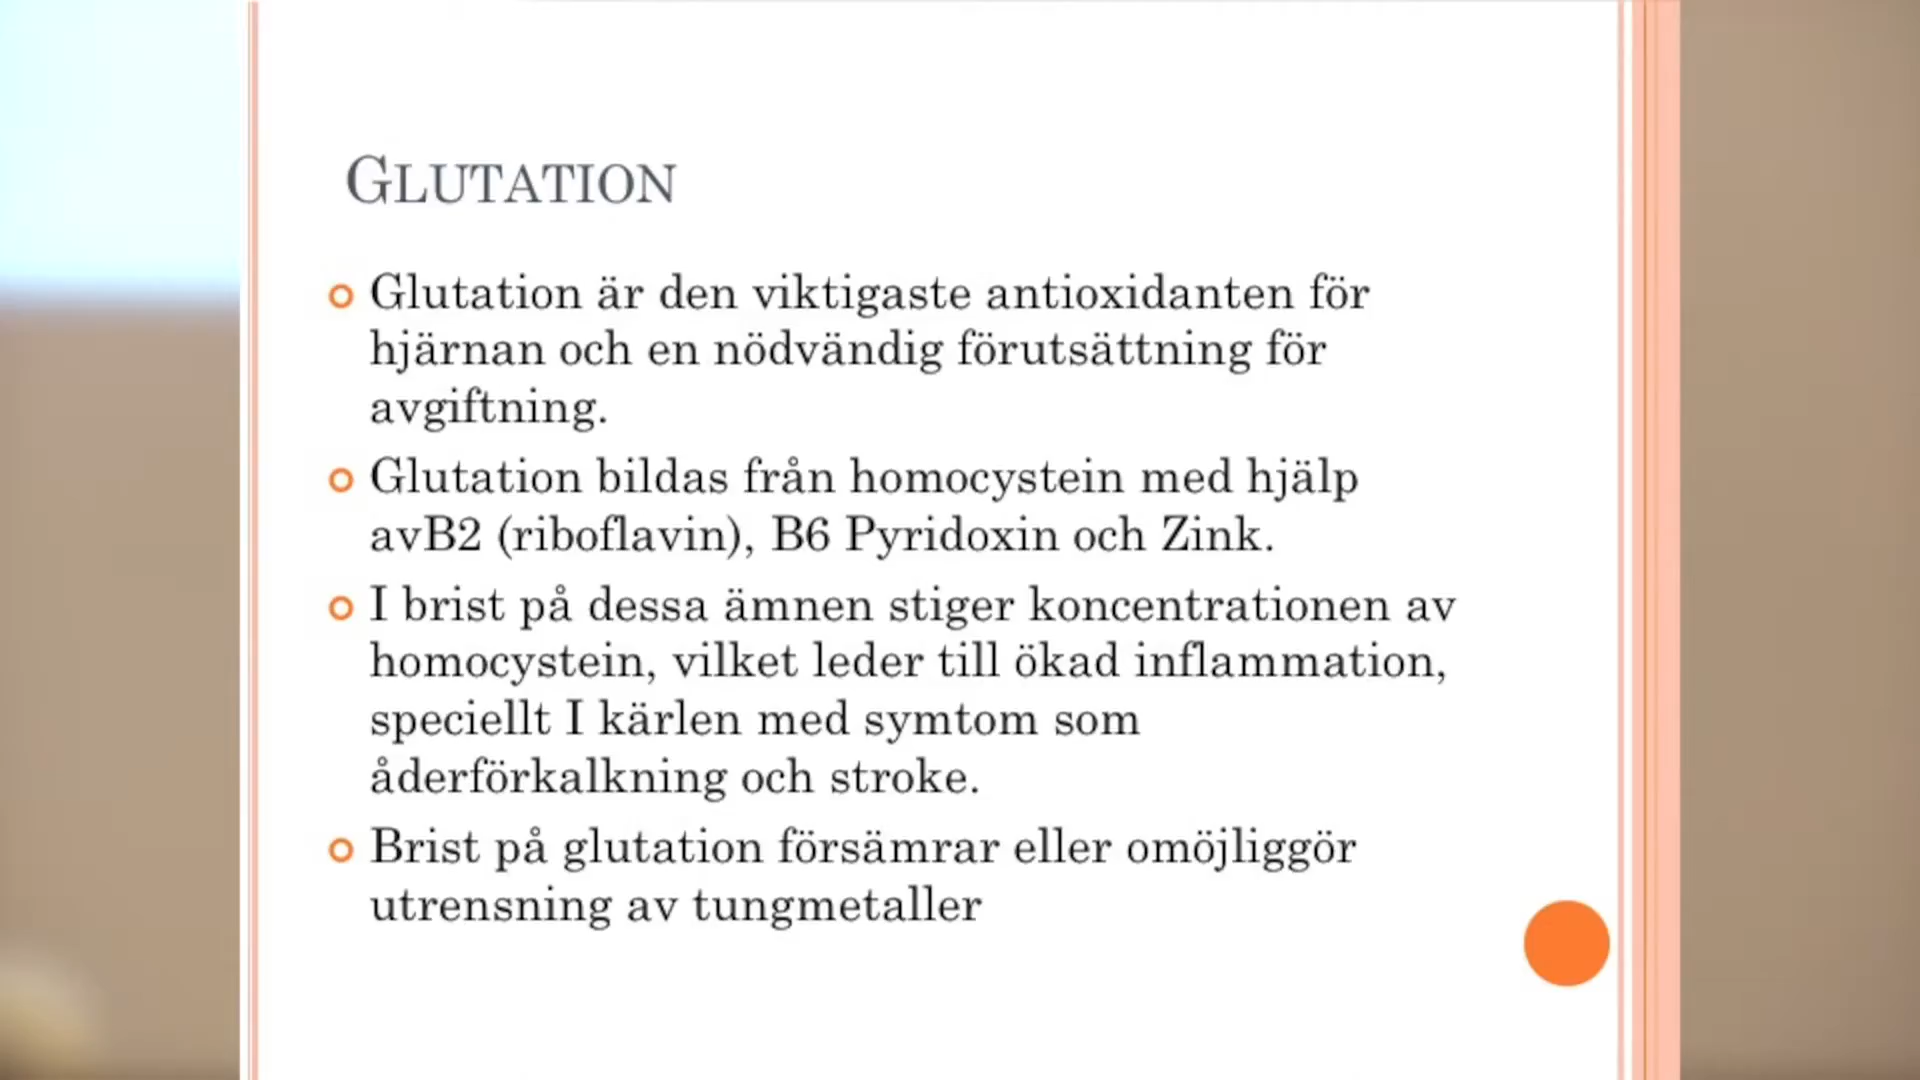 GLUTATION
Glutation är den viktigaste antioxidanten för
hjärnan och en nödvändig förutsättning för
avgiftning.
Glutation bildas från homocystein med hjälp
avB2 (riboflavin), B6 Pyridoxin och Zink.
I brist på dessa ämnen stiger koncentrationen av
homocystein, vilket leder till ökad inflammation,
speciellt I kärlen med symtom som
åderförkalkning och stroke.
Brist på glutation försämrar eller omöjliggör
utrensning av tungmetaller